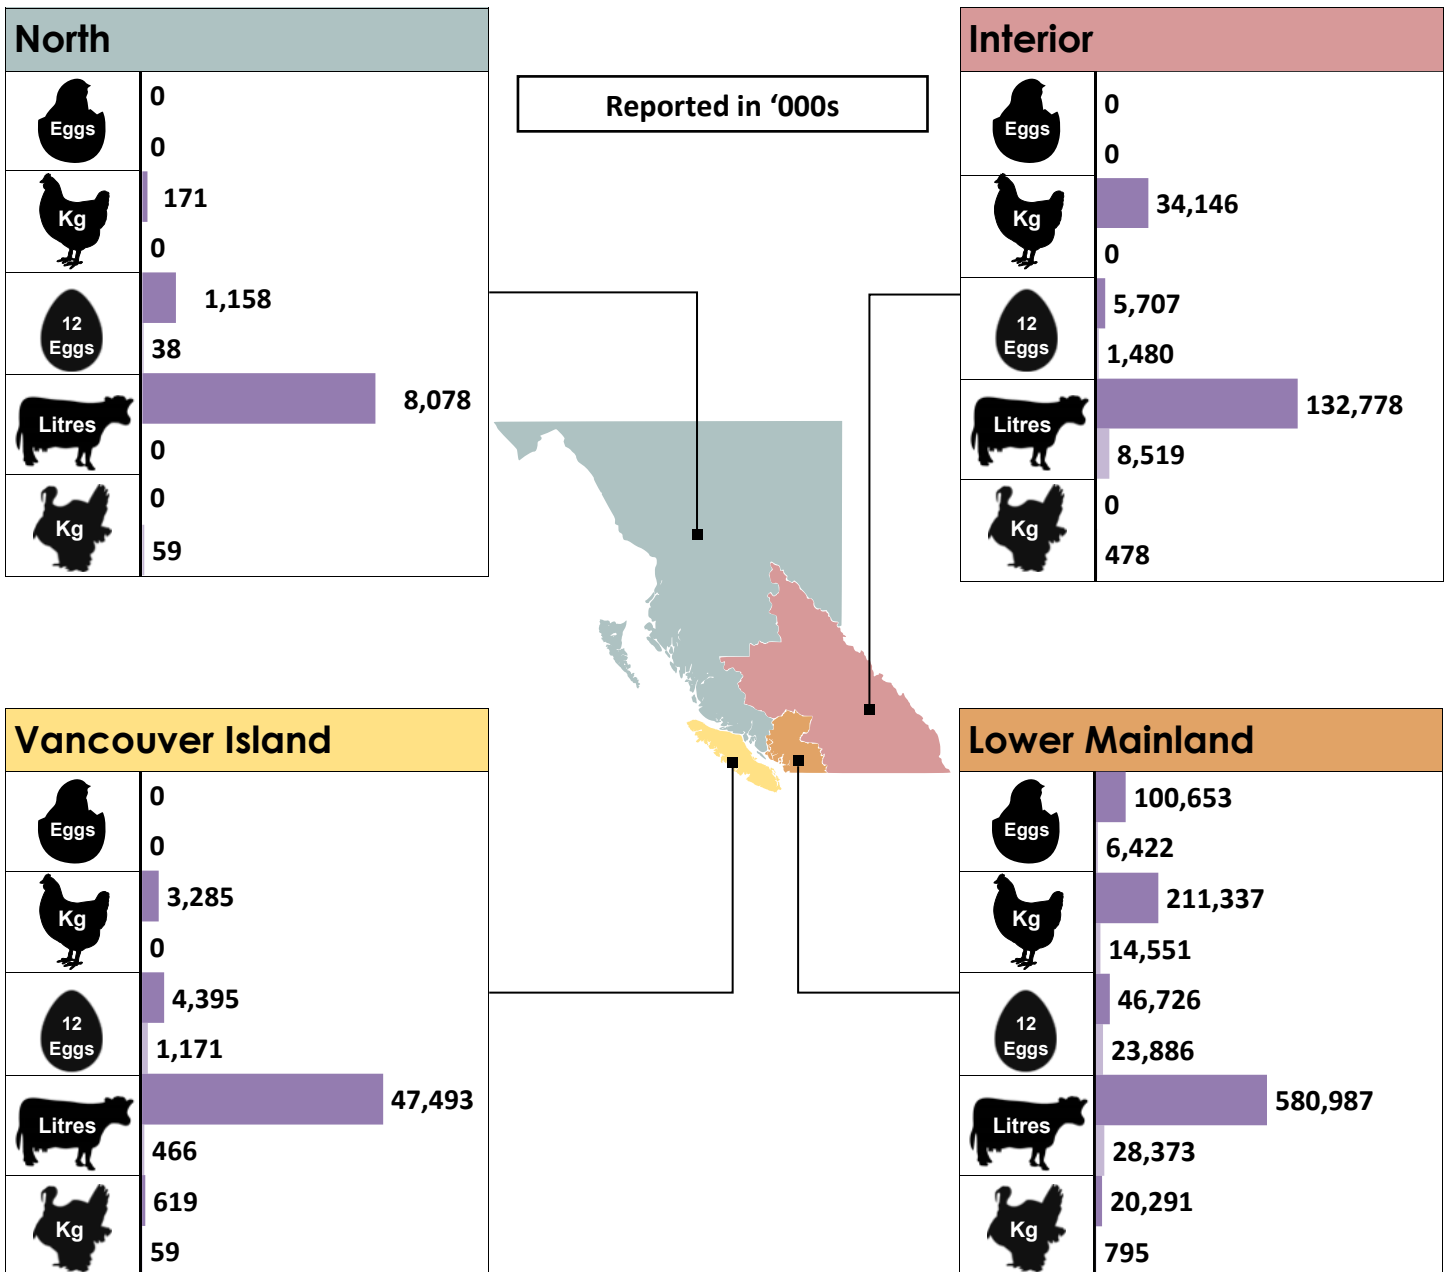 North
Eggs
0
0
Kg
171
0
12
Eggs
1,158
38
Litres
8,078
0
Kg
0
59
Reported in ‘000s
Interior
Eggs
0
0
Kg
34,146
0
12
Eggs
5,707
1,480
Litres
132,778
8,519
Kg
0
478
Vancouver Island
Eggs
0
0
Kg
3,285
0
12
Eggs
4,395
1,171
Litres
47,493
466
Kg
619
59
Lower Mainland
Eggs
100,653
6,422
Kg
211,337
14,551
12
Eggs
46,726
23,886
Litres
580,987
28,373
Kg
20,291
795